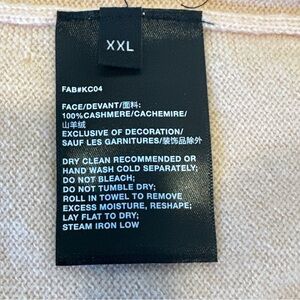 XXL
FAB#KC04
FACE/DEVANT/面料:
100%CASHMERE/CACHEMIRE/
山羊绒
EXCLUSIVE OF DECORATION/
SAUF LES GARNITURES/装饰品除外
DRY CLEAN RECOMMENDED OR
HAND WASH COLD SEPARATELY;
DO NOT BLEACH;
DO NOT TUMBLE DRY;
ROLL IN TOWEL TO REMOVE
EXCESS MOISTURE, RESHAPE;
LAY FLAT TO DRY;
STEAM IRON LOW